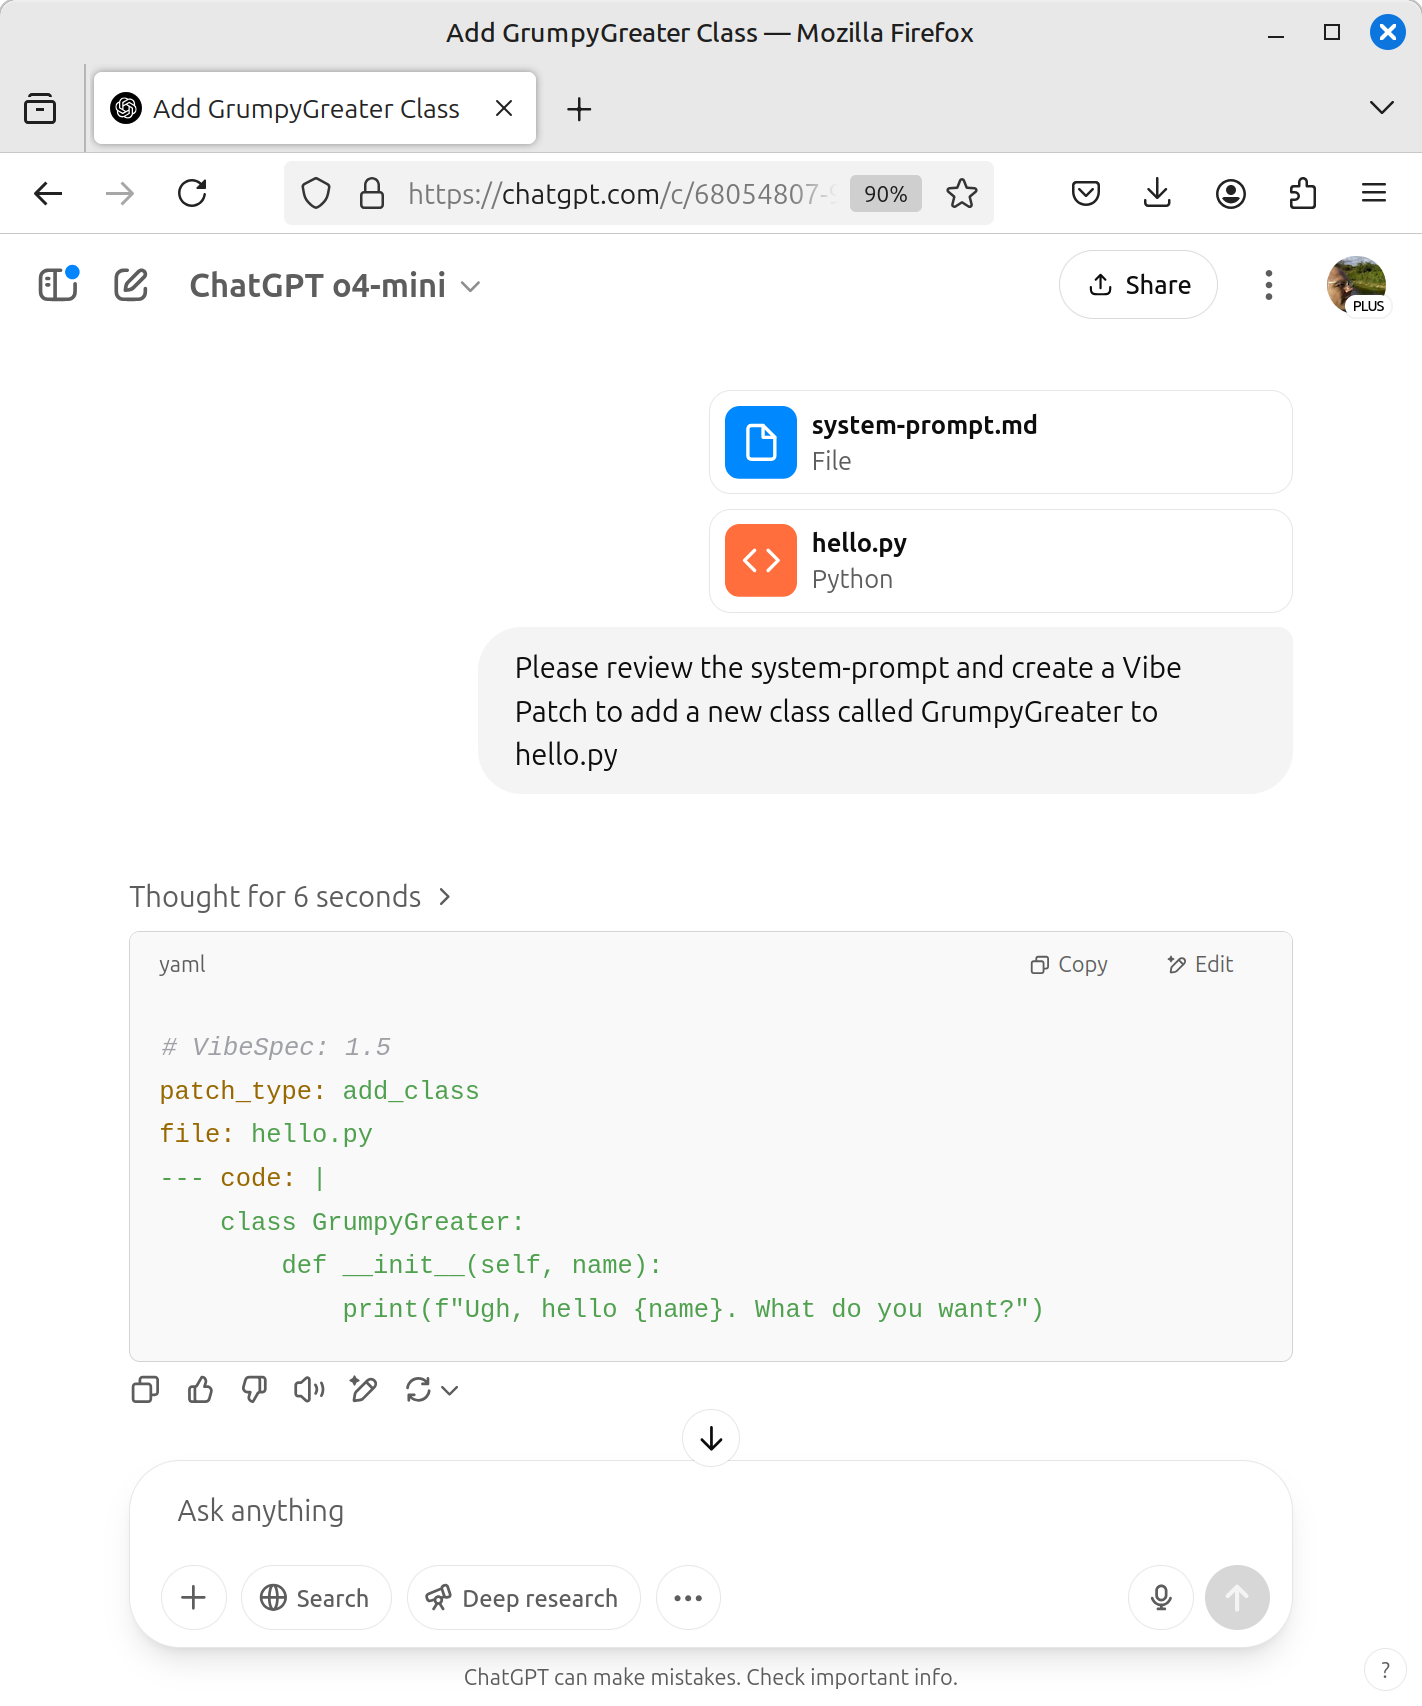 Add GrumpyGreater Class — Mozilla Firefox
Add GrumpyGreater Class
https://chatgpt.com/c/68054807-
90%
ChatGPT o4-mini
Share
PLUS
system-prompt.md
File
hello.py
Python
Please review the system-prompt and create a Vibe
Patch to add a new class called GrumpyGreater to
hello.py
Thought for 6 seconds
yaml
Copy
Edit
# VibeSpec: 1.5
patch_type: add_class
file: hello.py
--- code: |
    class GrumpyGreater:
        def __init__(self, name):
            print(f"Ugh, hello {name}. What do you want?")
Ask anything
Search
Deep research
ChatGPT can make mistakes. Check important info.
?